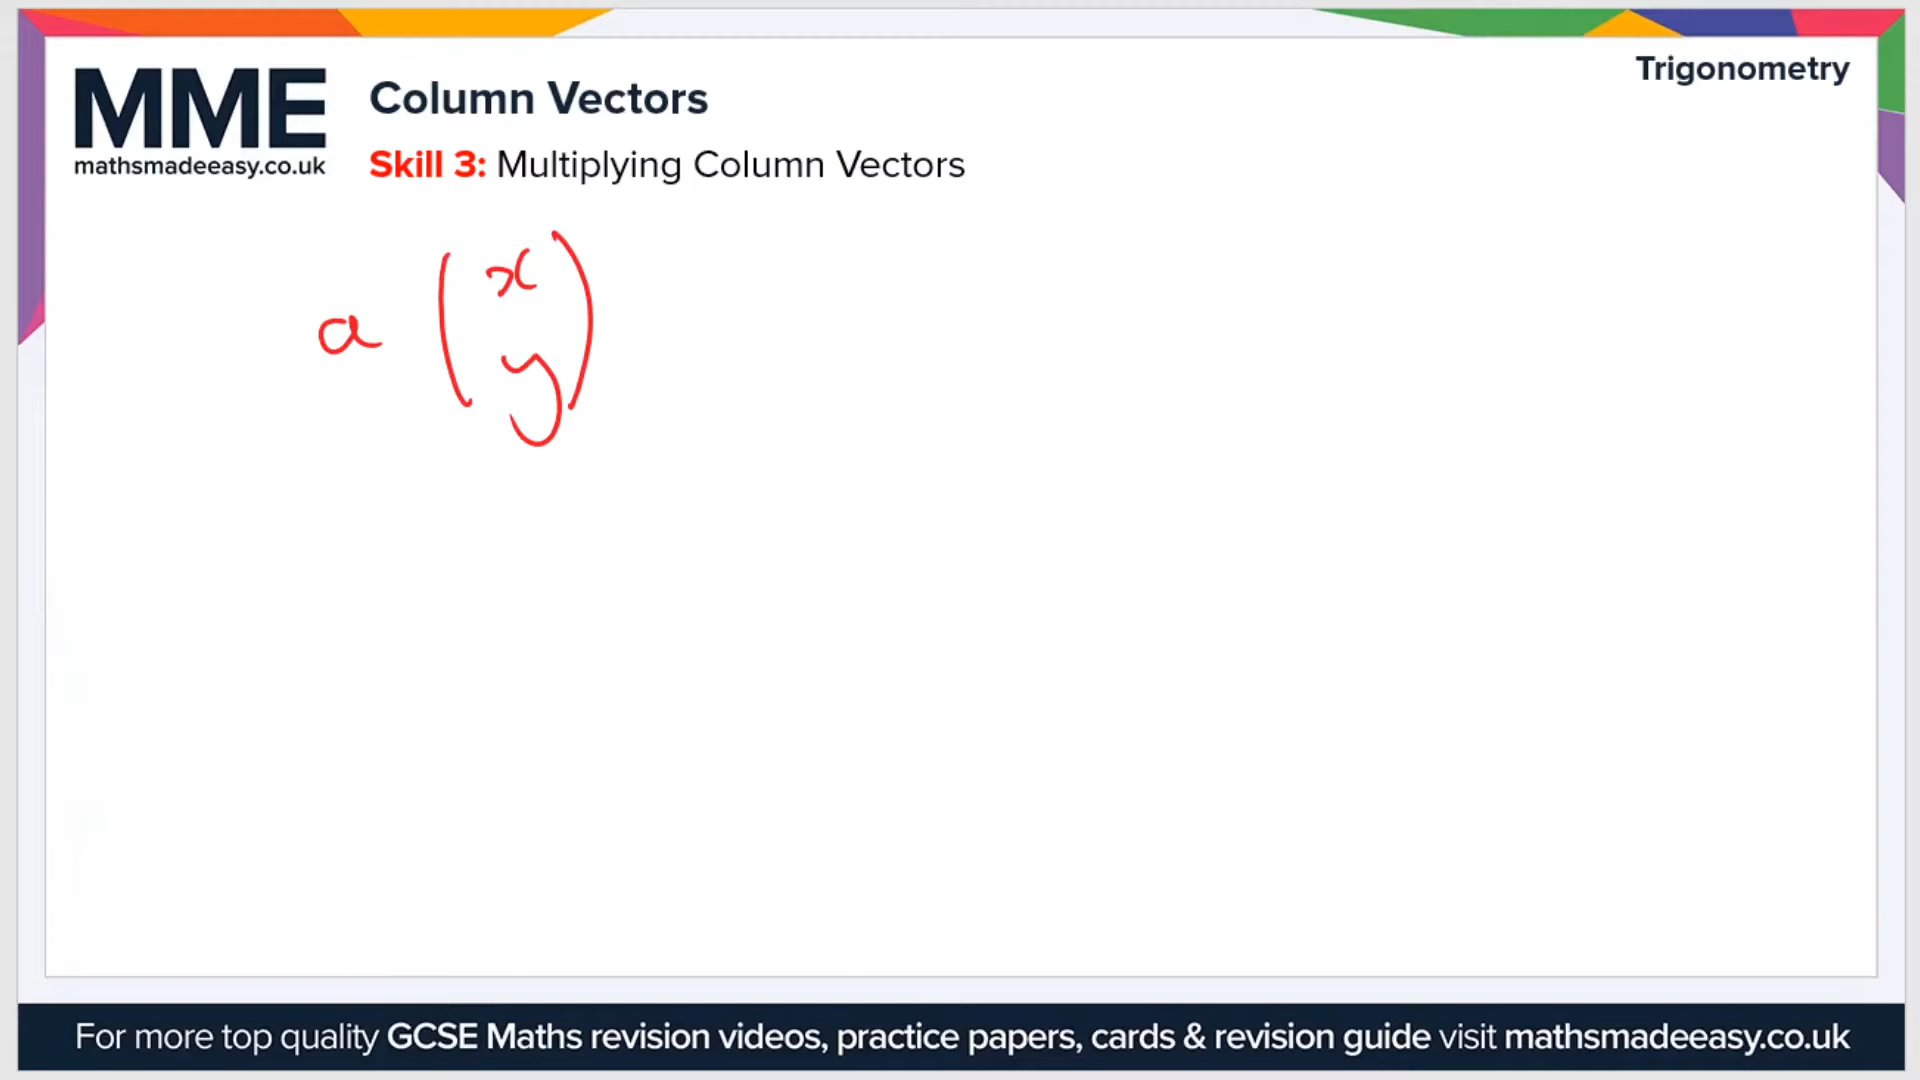 MME
mathsmadeeasy.co.uk
Column Vectors
Skill 3: Multiplying Column Vectors
Trigonometry
a ( x
y )
For more top quality GCSE Maths revision videos, practice papers, cards & revision guide visit mathsmadeeasy.co.uk